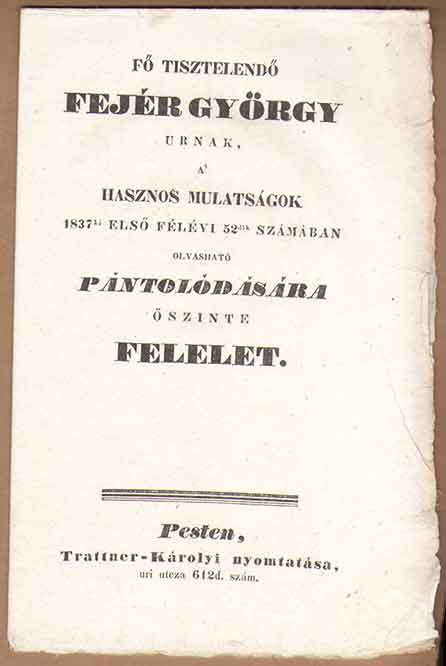 FŐ TISZTELENDŐ
FEJÉR GYÖRGY
URNAK,
A'
HASZNOS MULATSÁGOK
1837ki ELSŐ FÉLÉVI 52dik SZÁMÁBAN
OLVASHATÓ
PÁNTOLÓDÁSÁRA
ŐSZINTE
FELELET.
Pesten,
Trattner-Károlyi nyomtatása,
uri utcza 612d. szám.